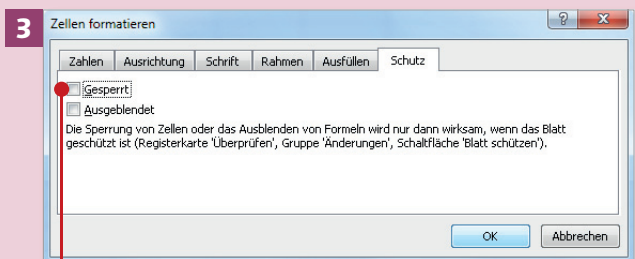 3
Zellen formatieren
Zahlen Ausrichtung Schrift Rahmen Ausfüllen Schutz
Gesperrt
Ausgeblendet
Die Sperrung von Zellen oder das Ausblenden von Formeln wird nur dann wirksam, wenn das Blatt
geschützt ist (Registerkarte 'Überprüfen', Gruppe 'Änderungen', Schaltfläche 'Blatt schützen').
OK Abbrechen